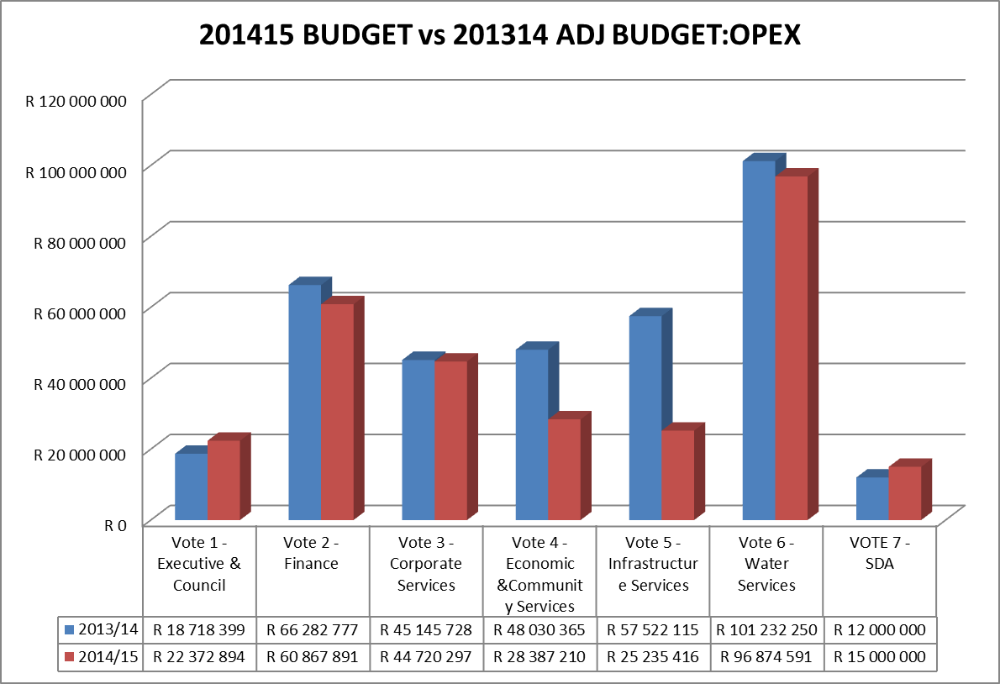 201415 BUDGET vs 201314 ADJ BUDGET:OPEX
R 120 000 000
R 100 000 000
R 80 000 000
R 60 000 000
R 40 000 000
R 20 000 000
R 0
Vote 1 -
Executive &
Council
Vote 2 -
Finance
Vote 3 -
Corporate
Services
Vote 4 -
Economic
&Communit
y Services
Vote 5 -
Infrastructur
e Services
Vote 6 -
Water
Services
VOTE 7 -
SDA
2013/14 R 18 718 399 R 66 282 777 R 45 145 728 R 48 030 365 R 57 522 115 R 101 232 250 R 12 000 000
2014/15 R 22 372 894 R 60 867 891 R 44 720 297 R 28 387 210 R 25 235 416 R 96 874 591 R 15 000 000